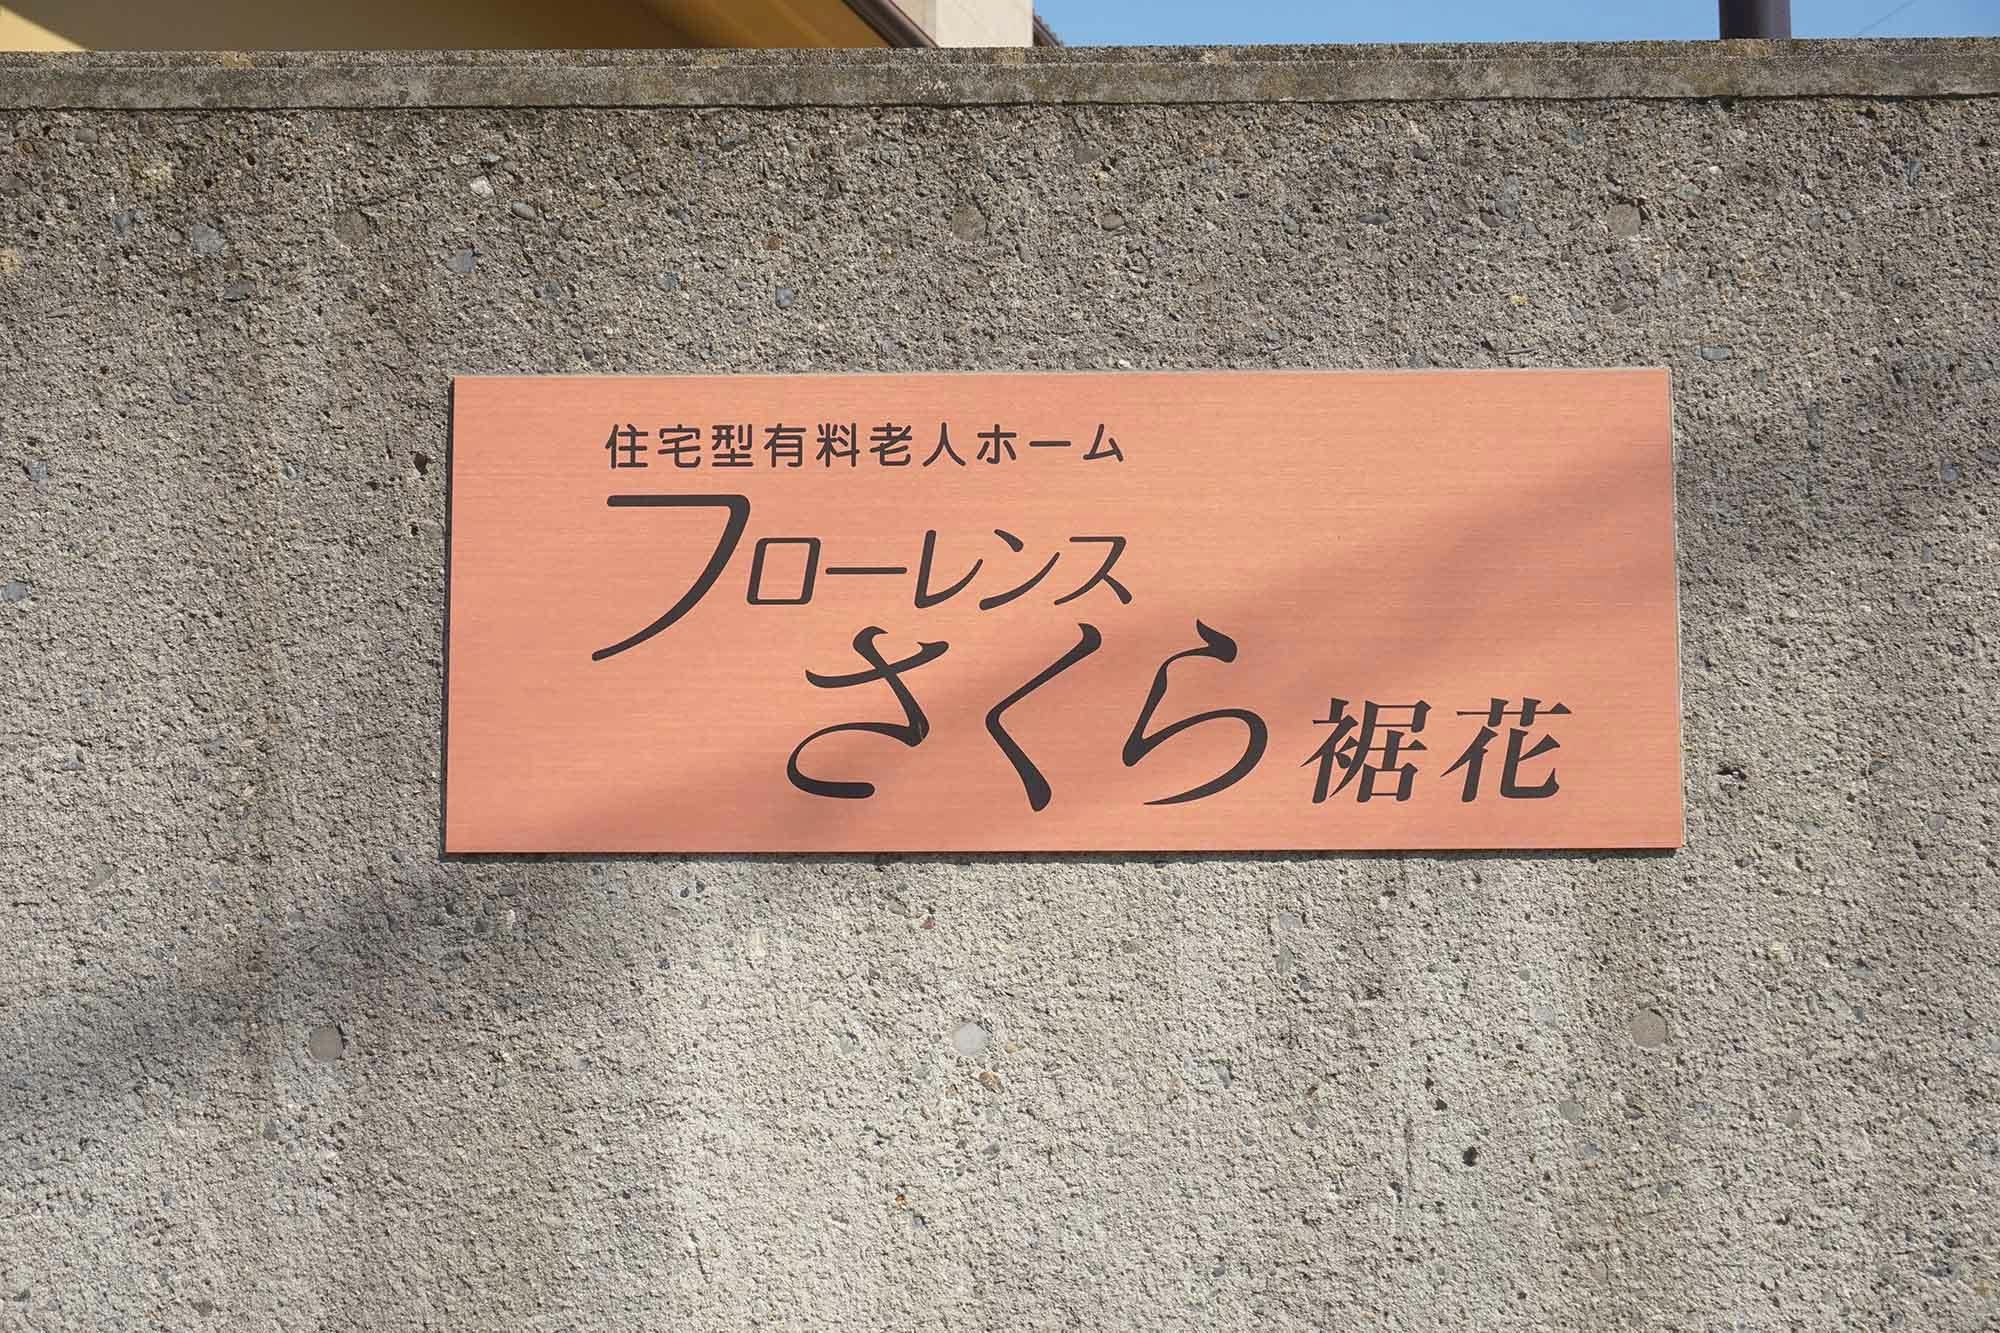 住宅型有料老人ホーム
フローレンス
さくら 裾花